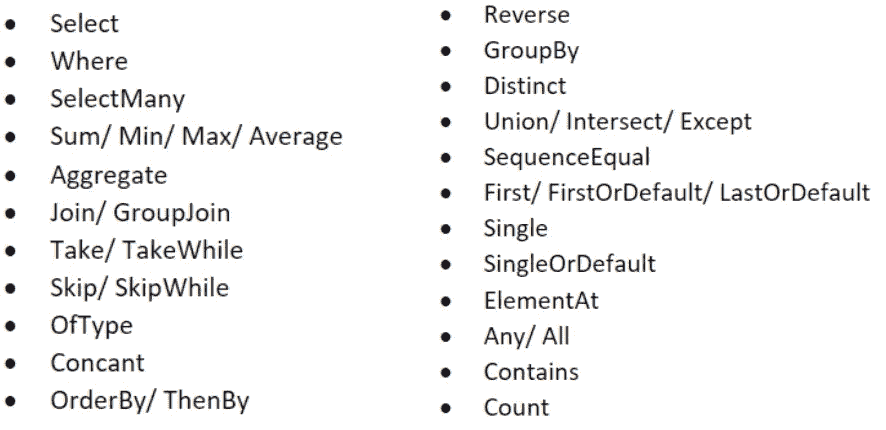 • Select
• Where
• SelectMany
• Sum/ Min/ Max/ Average
• Aggregate
• Join/ GroupJoin
• Take/ TakeWhile
• Skip/ SkipWhile
• OfType
• Concant
• OrderBy/ ThenBy
• Reverse
• GroupBy
• Distinct
• Union/ Intersect/ Except
• SequenceEqual
• First/ FirstOrDefault/ LastOrDefault
• Single
• SingleOrDefault
• ElementAt
• Any/ All
• Contains
• Count